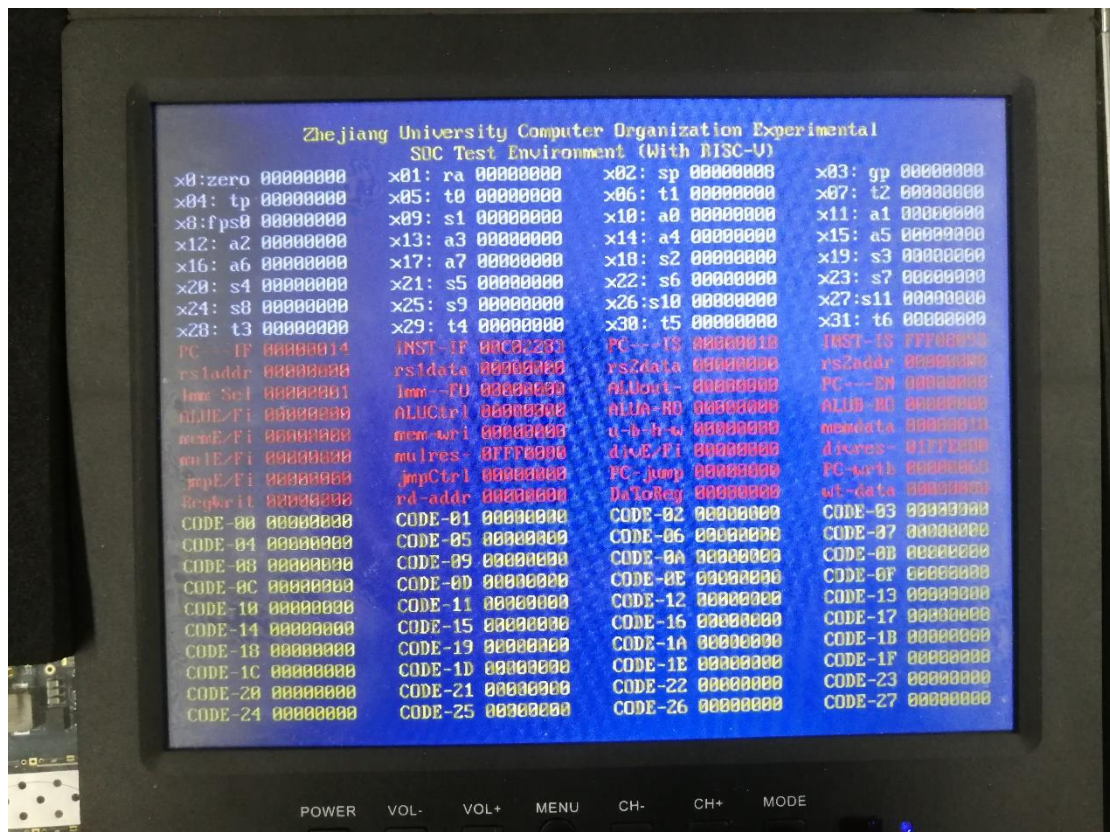 Zhejiang University Computer Organization Experimental
SOC Test Environment (With RISC-V)
x0:zero 00000000 x01: ra 00000000 x02: sp 00000008 x03: gp 00000000
x04: tp 00000000 x05: t0 00000000 x06: t1 00000000 x07: t2 00000000
x8:fps0 00000000 x09: s1 00000000 x10: a0 00000000 x11: a1 00000000
x12: a2 00000000 x13: a3 00000000 x14: a4 00000000 x15: a5 00000000
x16: a6 00000000 x17: a7 00000000 x18: s2 00000000 x19: s3 00000000
x20: s4 00000000 x21: s5 00000000 x22: s6 00000000 x23: s7 00000000
x24: s8 00000000 x25: s9 00000000 x26:s10 00000000 x27:s11 00000000
x28: t3 00000000 x29: t4 00000000 x30: t5 00000000 x31: t6 00000000
PC---IF 00000014 INST-IF 00C02283 PC---IS 00000010 INST-IS
rs1addr 00000000 rs1data 00000000 rs2data 00000000 rs2addr 00000000
Imm-Sel 00000001 Imm--FU 00000000 ALUout- 00000000 PC---EN 00000000
ALUE/Fi 00000000 ALUCtrl 00000000 ALUA-RO 00000000 ALUB-RO 00000000
memE/Fi 00000000 mem-wri 00000000 u-b-h-w 00000000 memdata
mulE/Fi 00000000 mulres- divE/Fi 00000000 divres-
jmpE/Fi 00000000 jmpCtrl 00000000 PC-jump 00000000 PC-wrtb
RegWrit 00000000 rd-addr 00000000 DaToReg 00000000 wt-data 00000000
CODE-00 00000000 CODE-01 00000000 CODE-02 00000000 CODE-03 00000000
CODE-04 00000000 CODE-05 00000000 CODE-06 00000000 CODE-07 00000000
CODE-08 00000000 CODE-09 00000000 CODE-0A 00000000 CODE-0B 00000000
CODE-0C 00000000 CODE-0D 00000000 CODE-0E 00000000 CODE-0F 00000000
CODE-10 00000000 CODE-11 00000000 CODE-12 00000000 CODE-13 00000000
CODE-14 00000000 CODE-15 00000000 CODE-16 00000000 CODE-17 00000000
CODE-18 00000000 CODE-19 00000000 CODE-1A 00000000 CODE-1B 00000000
CODE-1C 00000000 CODE-1D 00000000 CODE-1E 00000000 CODE-1F 00000000
CODE-20 00000000 CODE-21 00000000 CODE-22 00000000 CODE-23 00000000
CODE-24 00000000 CODE-25 00000000 CODE-26 00000000 CODE-27 00000000
POWER VOL- VOL+ MENU CH- CH+ MODE